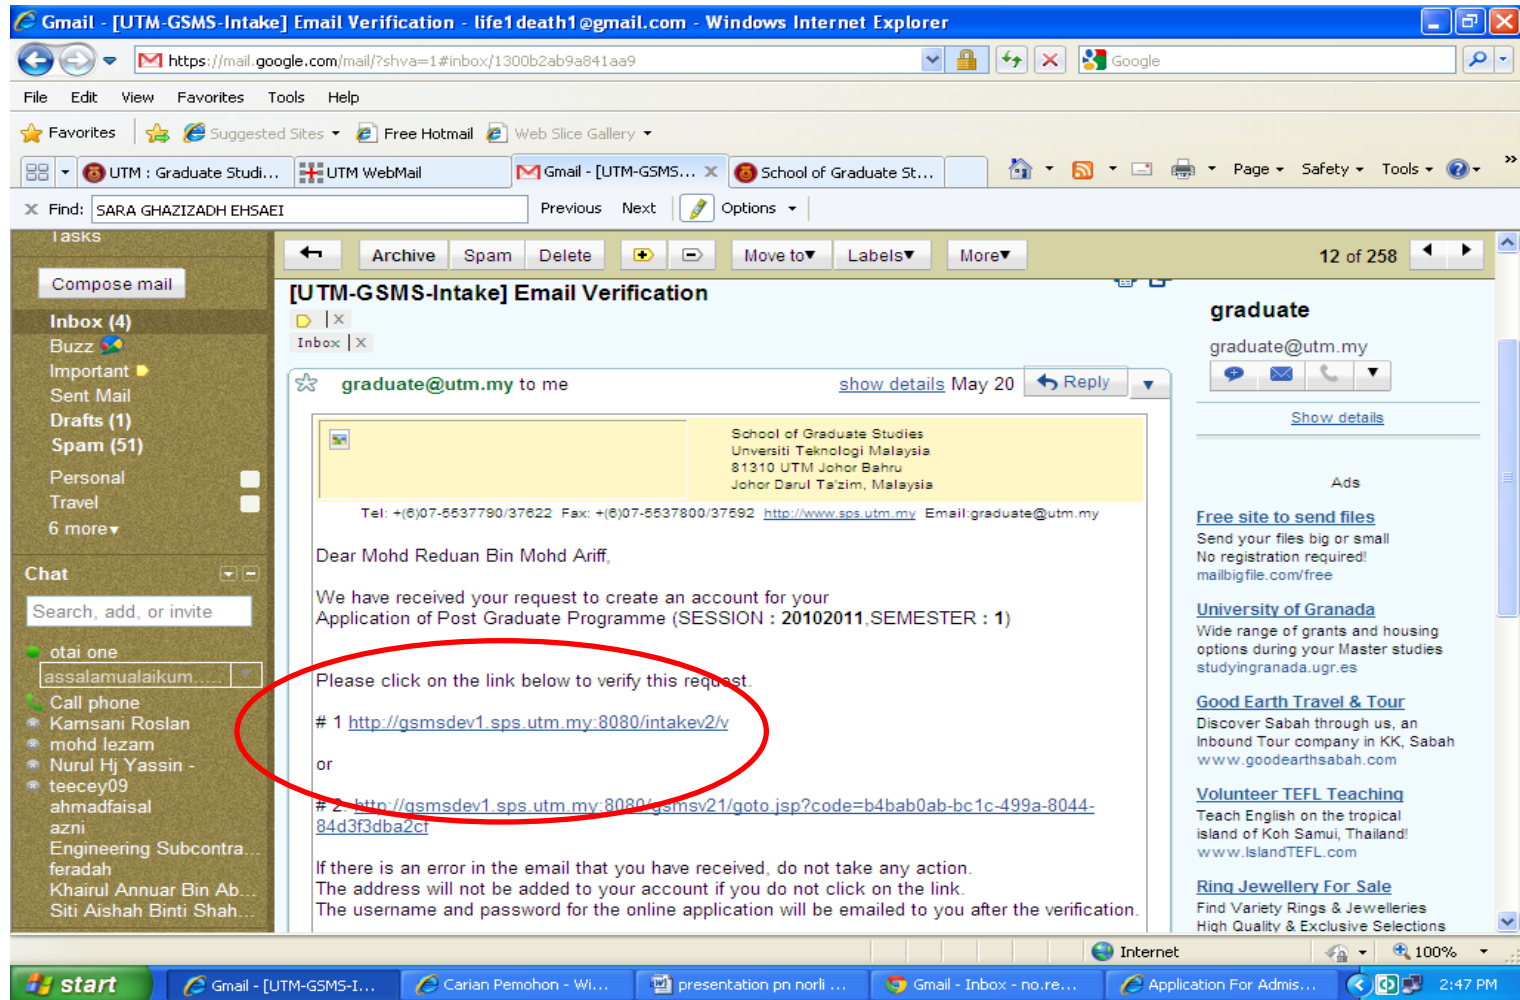 Gmail - [UTM-GSMS-Intake] Email Verification - life1death1@gmail.com - Windows Internet Explorer
https://mail.google.com/mail/?shva=1#inbox/1300b2ab9a841aa9
Google
File Edit View Favorites Tools Help
Favorites Suggested Sites Free Hotmail Web Slice Gallery
UTM : Graduate Studi... UTM WebMail Gmail - [UTM-GSMS... X School of Graduate St... Page Safety Tools »
X Find: SARA GHAZIZADH EHSAEI Previous Next Options
Tasks
Compose mail
Inbox (4)
Buzz
Important
Sent Mail
Drafts (1)
Spam (51)
Personal
Travel
6 more▾
Chat
Search, add, or invite
otai one
assalamualaikum.....
Call phone
Kamsani Roslan
mohd lezam
Nurul Hj Yassin -
teecey09
ahmadfaisal
azni
Engineering Subcontra...
feradah
Khairul Annuar Bin Ab...
Siti Aishah Binti Shah...
Archive Spam Delete Move to▾ Labels▾ More▾ 12 of 258
[UTM-GSMS-Intake] Email Verification
X
Inbox X
graduate@utm.my to me show details May 20 Reply
School of Graduate Studies
Unversiti Teknologi Malaysia
81310 UTM Johor Bahru
Johor Darul Ta'zim, Malaysia
Tel: +(6)07-5537790/37622 Fax: +(6)07-5537800/37592 http://www.sps.utm.my Email:graduate@utm.my
Dear Mohd Reduan Bin Mohd Ariff,
We have received your request to create an account for your
Application of Post Graduate Programme (SESSION : 20102011,SEMESTER : 1)
Please click on the link below to verify this request.
# 1 http://gsmsdev1.sps.utm.my:8080/intakev2/v
or
# 2. http://gsmsdev1.sps.utm.my:8080/gsmsv21/goto.jsp?code=b4bab0ab-bc1c-499a-8044-
84d3f3dba2cf
If there is an error in the email that you have received, do not take any action.
The address will not be added to your account if you do not click on the link.
The username and password for the online application will be emailed to you after the verification.
graduate
graduate@utm.my
Show details
Ads
Free site to send files
Send your files big or small
No registration required!
mailbigfile.com/free
University of Granada
Wide range of grants and housing
options during your Master studies
studyingranada.ugr.es
Good Earth Travel & Tour
Discover Sabah through us, an
Inbound Tour company in KK, Sabah
www.goodearthsabah.com
Volunteer TEFL Teaching
Teach English on the tropical
island of Koh Samui, Thailand!
www.IslandTEFL.com
Ring Jewellery For Sale
Find Variety Rings & Jewelleries
High Quality & Exclusive Selections
Internet 100%
start Gmail - [UTM-GSMS-I... Carian Pemohon - Wi... presentation pn norli ... Gmail - Inbox - no.re... Application For Admis... 2:47 PM